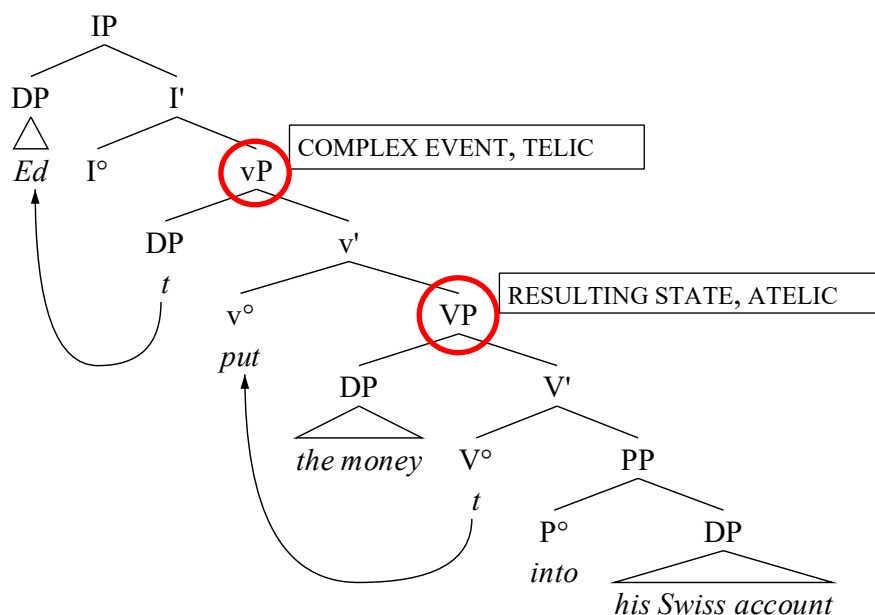 IP
DP I'
Ed I° vP COMPLEX EVENT, TELIC
DP v'
t
v° VP RESULTING STATE, ATELIC
put
DP V'
the money V° PP
t
P° DP
into
his Swiss account